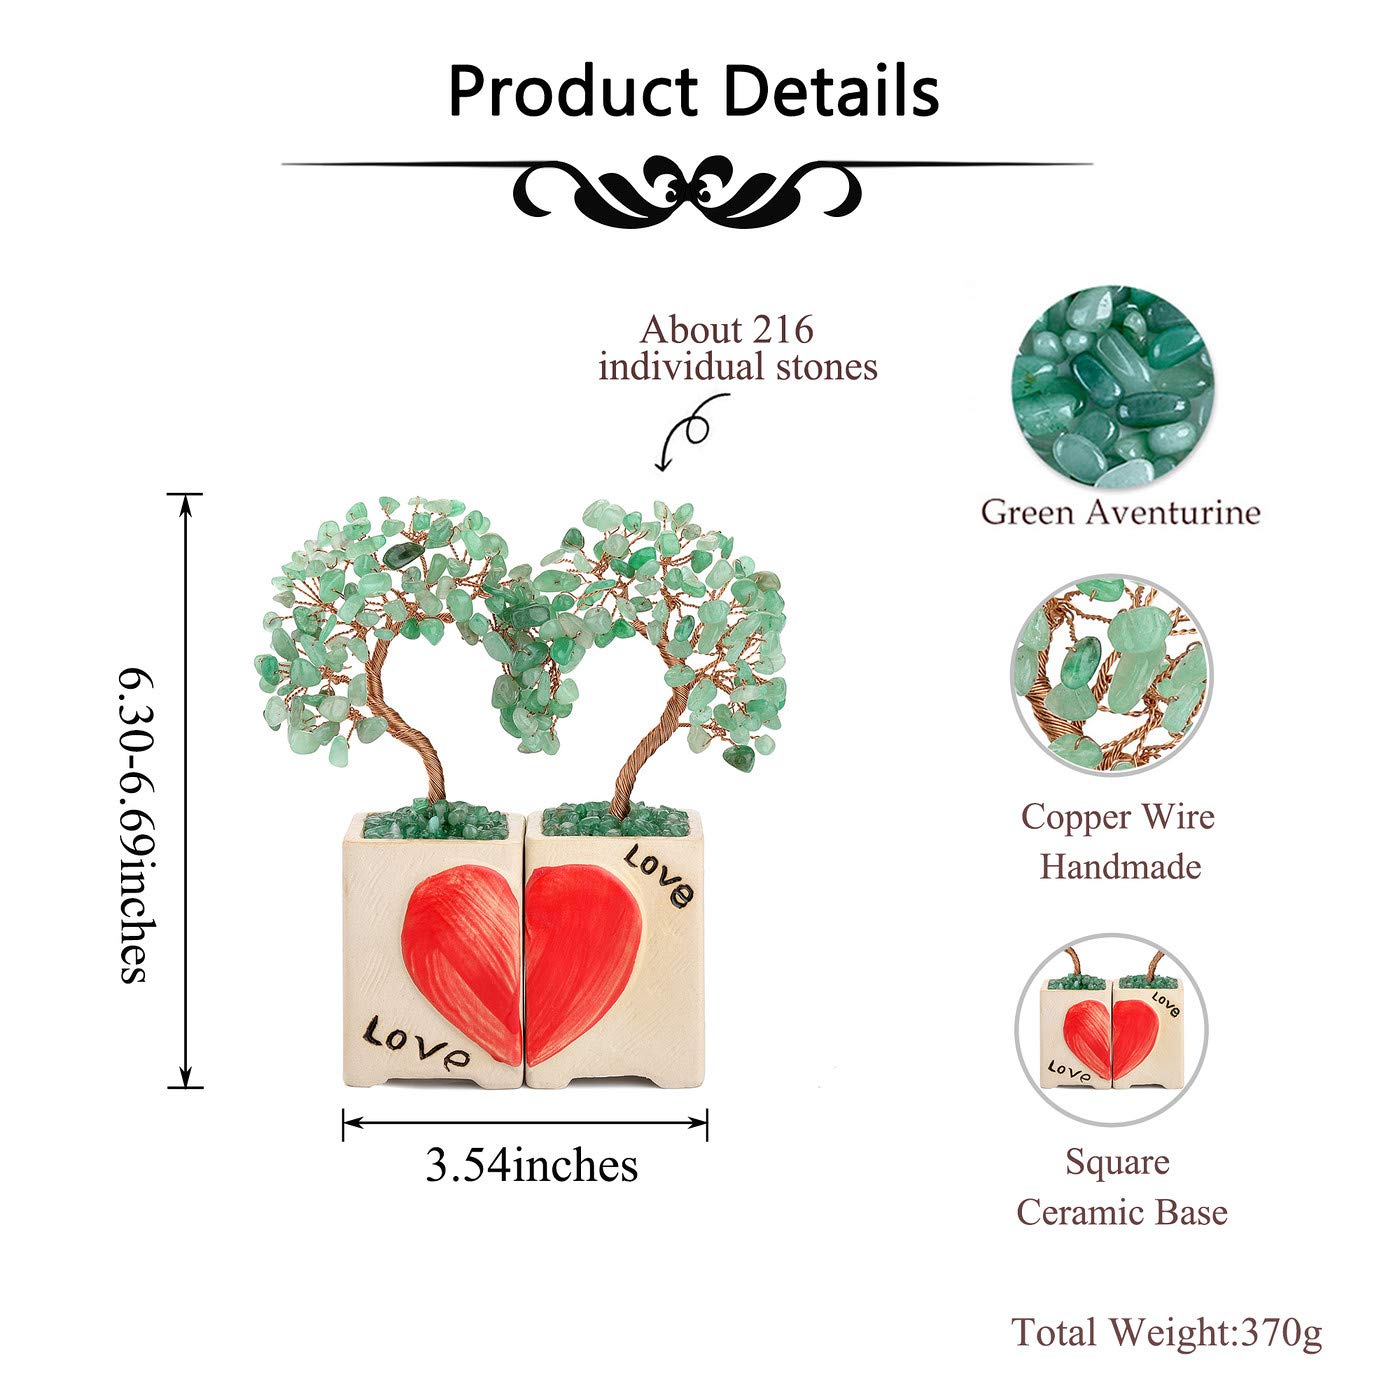 Product Details
About 216
individual stones
Green Aventurine
6.30-6.69inches
Copper Wire
Handmade
Love
Love
3.54inches
Love
Love
Square
Ceramic Base
Total Weight:370g